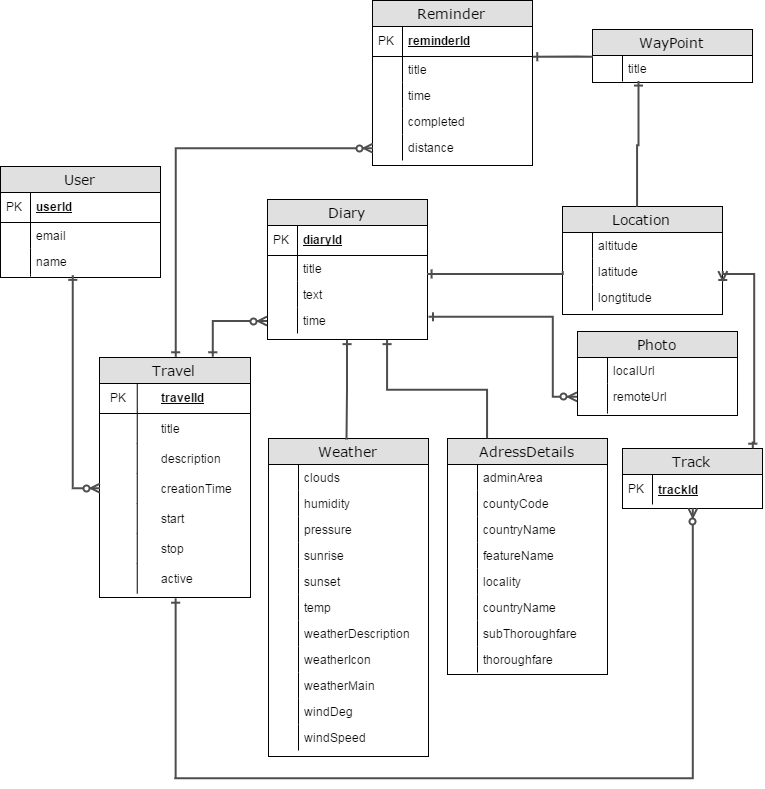 Reminder
PK reminderId
title
time
completed
distance
WayPoint
title
User
PK userId
email
name
Diary
PK diaryId
title
text
time
Location
altitude
latitude
longtitude
Photo
localUrl
remoteUrl
Travel
PK travelId
title
description
creationTime
start
stop
active
Weather
clouds
humidity
pressure
sunrise
sunset
temp
weatherDescription
weatherIcon
weatherMain
windDeg
windSpeed
AdressDetails
adminArea
countyCode
countryName
featureName
locality
countryName
subThoroughfare
thoroughfare
Track
PK trackId